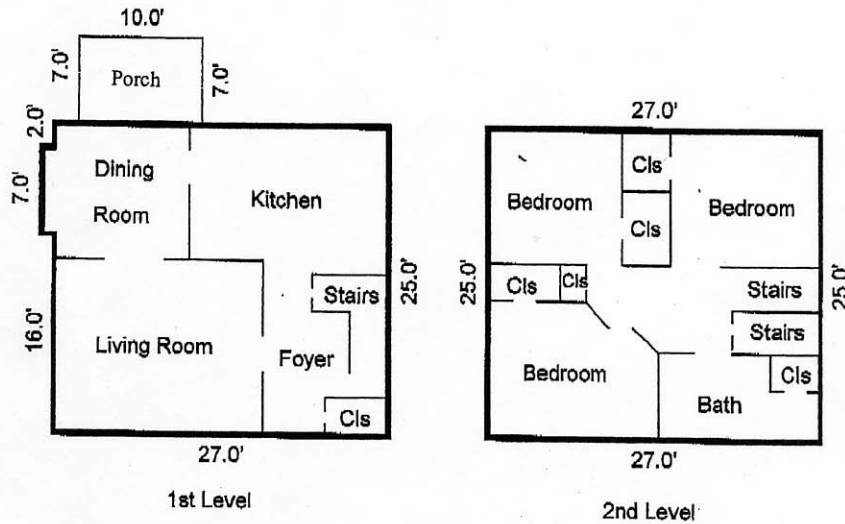 10.0'
7.0'
Porch
7.0'
2.0'
Dining
Room
Kitchen
7.0'
Stairs
25.0'
16.0'
Living Room
Foyer
Cls
27.0'
1st Level
27.0'
Cls
Bedroom
Cls
Bedroom
25.0'
Cls
Cls
Stairs
25.0'
Stairs
Bedroom
Cls
Bath
27.0'
2nd Level